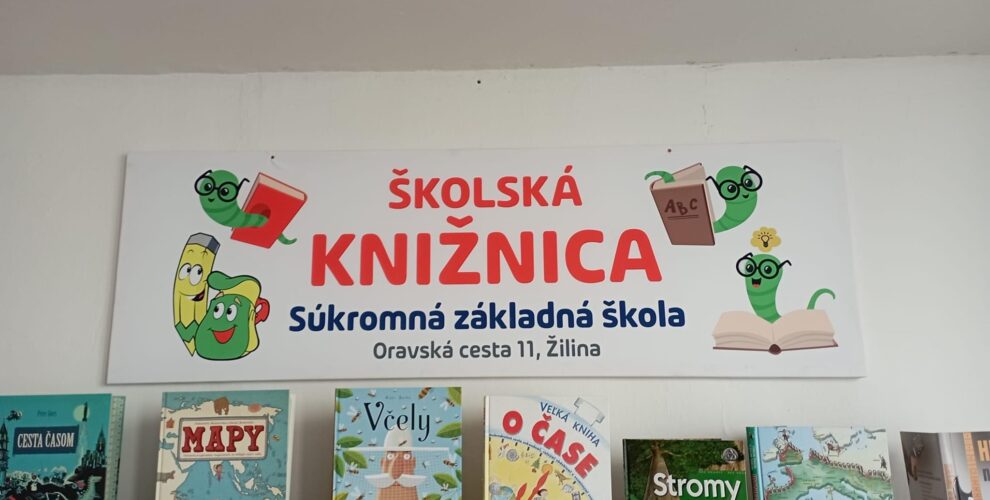 ŠKOLSKÁ
KNIŽNICA
Súkromná základná škola
Oravská cesta 11, Žilina
ABC
CESTA ČASOM
MAPY
Včely
VEĽKÁ KNIHA
O ČASE
Stromy